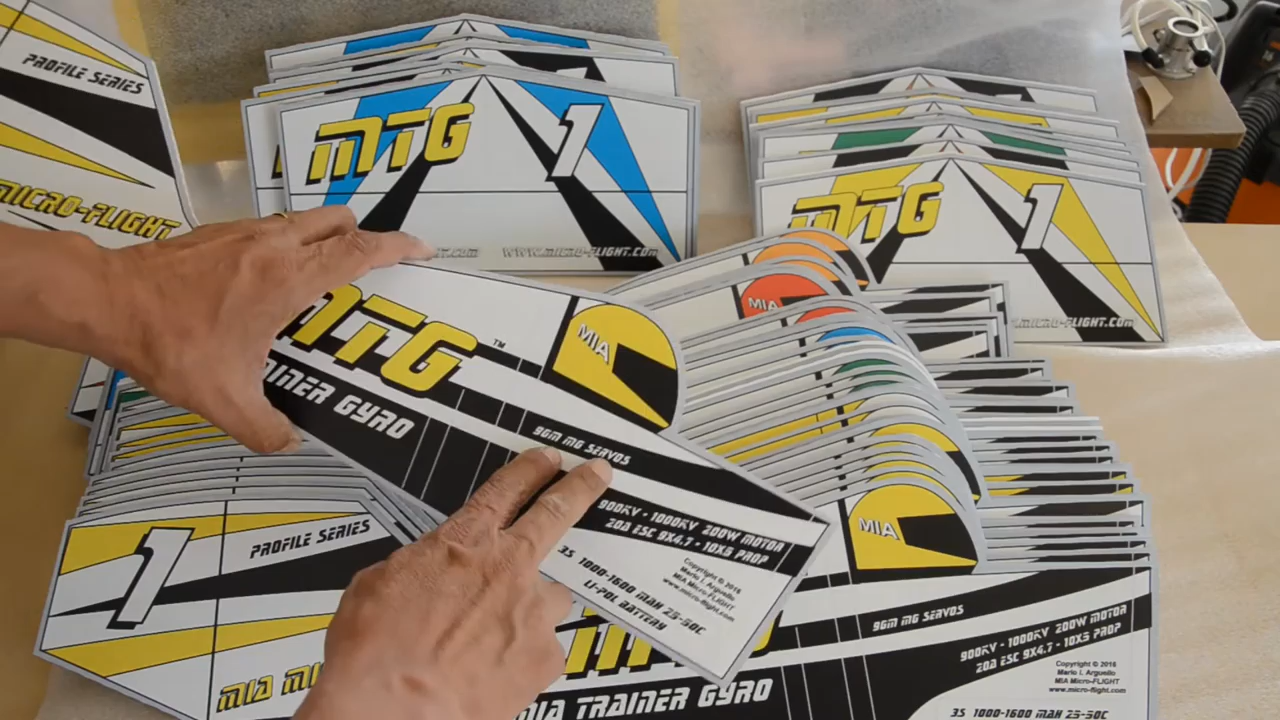 PROFILE SERIES
MICRO-FLIGHT
MTG
1
.COM WWW.MICRO-FLIGHT.COM
MTG
1
.MICRO-FLIGHT.COM
MIA
MTG
™
MIA
TRAINER GYRO
9GM MG SERVOS
900KV - 1000KV 200W MOTOR
20A ESC 9X4.7 - 10X5 PROP
3S 1000-1600 MAH 25-50C
LI-POL BATTERY
Copyright © 2016
Mario I. Arguello
MIA Micro-FLIGHT
www.micro-flight.com
1
PROFILE SERIES
MIA
MIA
9GM MG SERVOS
900KV - 1000KV 200W MOTOR
20A ESC 9X4.7 - 10X5 PROP
Copyright © 2016
Mario I. Arguello
MIA Micro-FLIGHT
www.micro-flight.com
MIA TRAINER GYRO
3S 1000-1600 MAH 25-50C